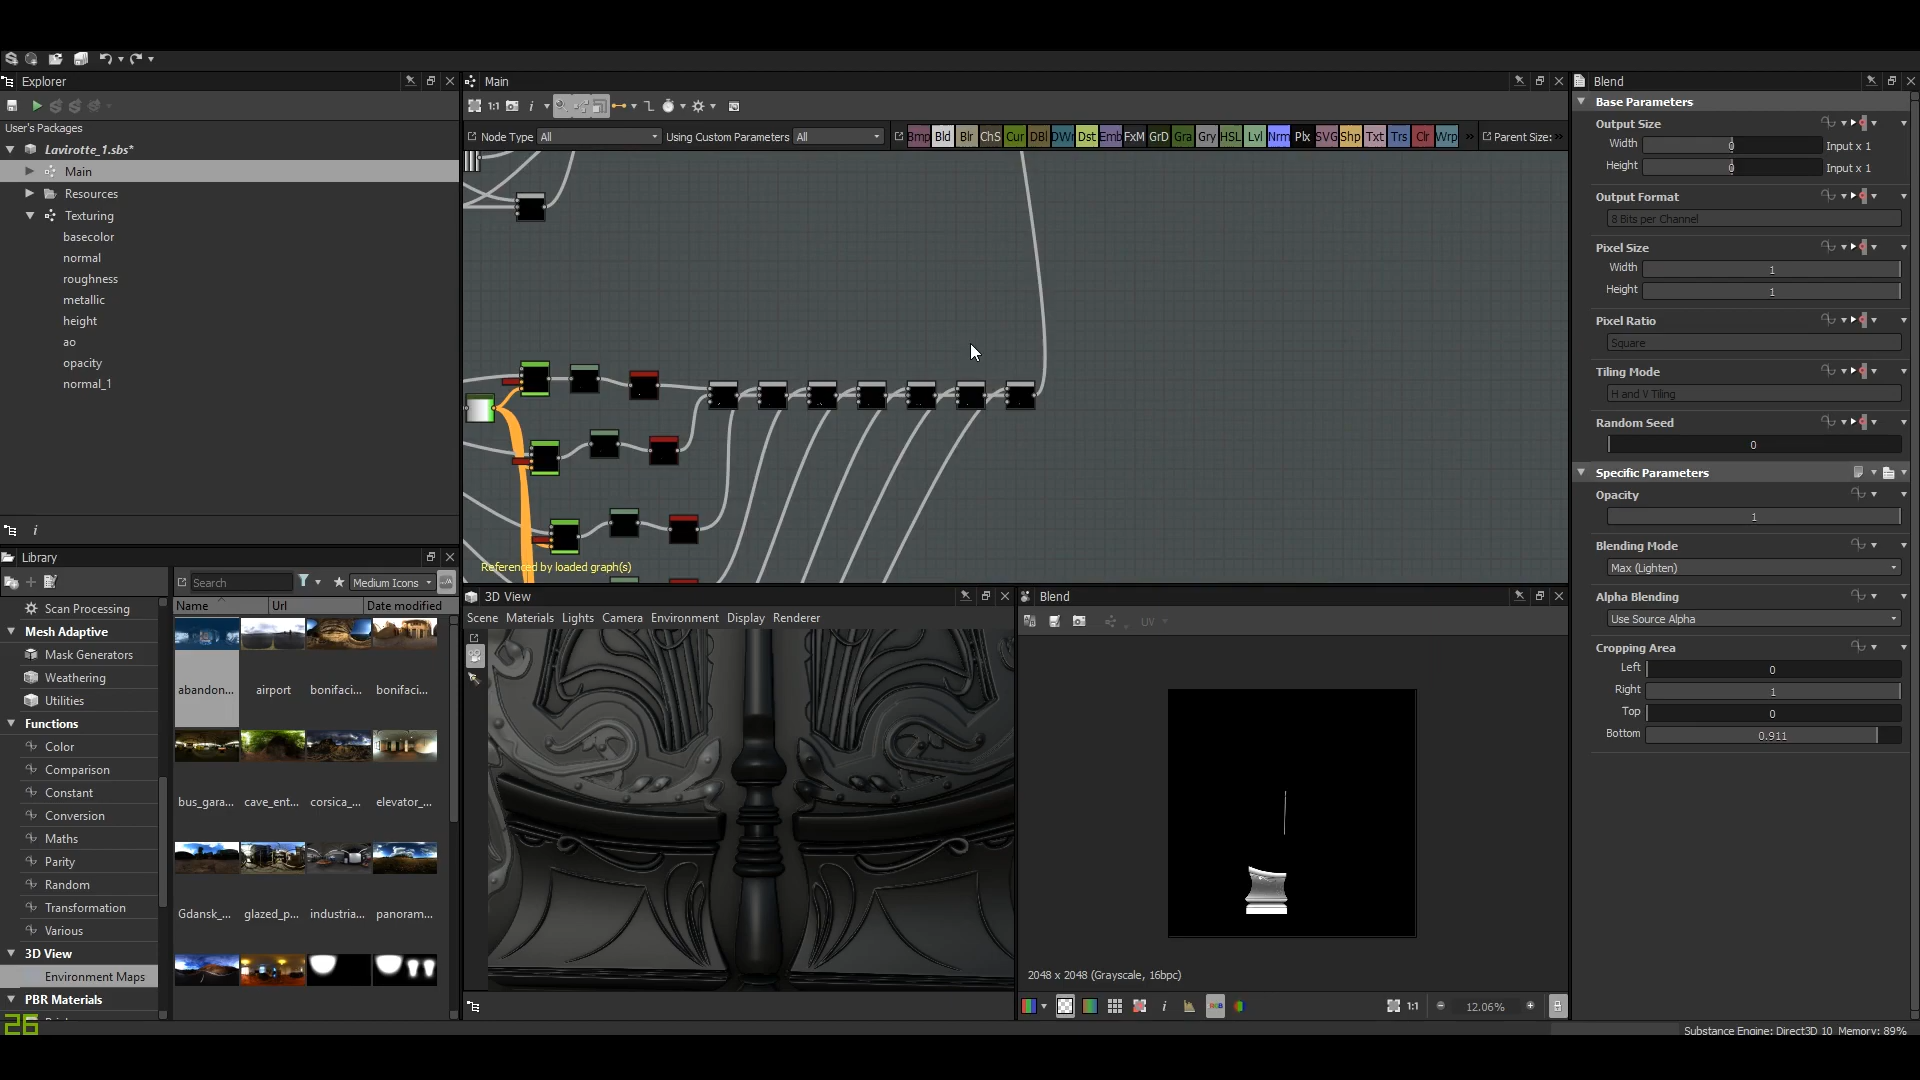 Explorer
Main
Blend
1:1
i
Base Parameters
User's Packages
Node Type
All
Using Custom Parameters
All
Bmp
Bld
Blr
ChS
Cur
DBl
DWr
Dst
Emb
FxM
GrD
Gra
Gry
HSL
Lvl
Nrm
Plx
SVG
Shp
Txt
Trs
Clr
Wrp
»
Parent Size:
»
Output Size
Width
0
Input x 1
Height
0
Input x 1
Lavirotte_1.sbs*
Main
Resources
Texturing
basecolor
normal
roughness
metallic
height
ao
opacity
normal_1
Output Format
8 Bits per Channel
Pixel Size
Width
1
Height
1
Pixel Ratio
Square
Tiling Mode
H and V Tiling
Random Seed
0
Specific Parameters
Opacity
1
Blending Mode
Max (Lighten)
Alpha Blending
Use Source Alpha
Cropping Area
Left
0
Right
1
Top
0
Bottom
0.911
i
Library
Search
Medium Icons
Name
Url
Date modified
Scan Processing
Mesh Adaptive
Mask Generators
Weathering
Utilities
Functions
Color
Comparison
Constant
Conversion
Maths
Parity
Random
Transformation
Various
3D View
Environment Maps
PBR Materials
abandon...
airport
bonifaci...
bonifaci...
bus_gara...
cave_ent...
corsica_...
elevator_...
Gdansk_...
glazed_p...
industria...
panoram...
Referenced by loaded graph(s)
3D View
Scene
Materials
Lights
Camera
Environment
Display
Renderer
Blend
UV
2048 x 2048 (Grayscale, 16bpc)
i
RGB
1:1
12.06%
26
Substance Engine: Direct3D 10 Memory: 89%